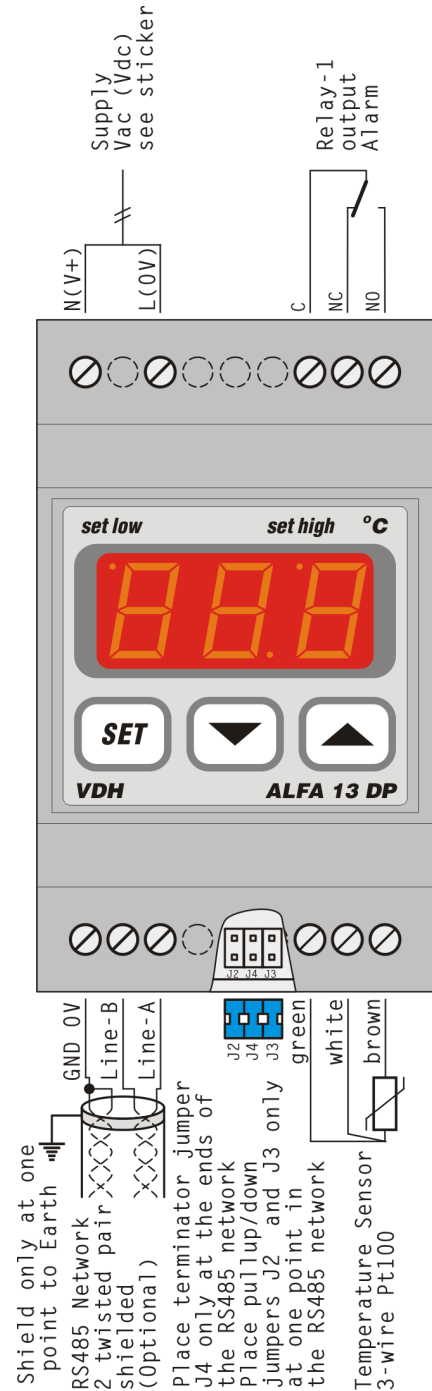 Supply
Vac (Vdc)
see sticker
N(V+)
L(0V)
Relay-1
output
Alarm
C
NC
NO
set low
set high
°C
888
SET
VDH
ALFA 13 DP
J2 J4 J3
GND 0V
Line-B
Line-A
J2
J4
J3
green
white
brown
Shield only at one
point to Earth
RS485 Network
2 twisted pair
shielded
(Optional)
Place terminator jumper
J4 only at the ends of
the RS485 network
Place pullup/down
jumpers J2 and J3 only
at one point in
the RS485 network
Temperature Sensor
3-wire Pt100